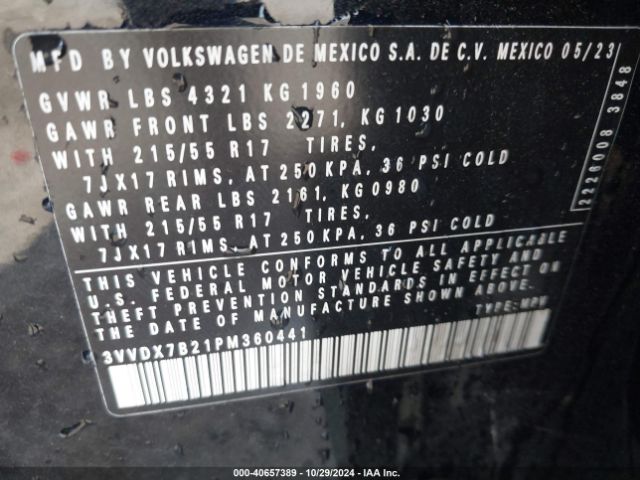 MFD BY VOLKSWAGEN DE MEXICO S.A. DE C.V. MEXICO 05/23
GVWR LBS 4321 KG 1960
GAWR FRONT LBS 2271, KG 1030
WITH 215/55 R17 TIRES,
7JX17 RIMS, AT 250 KPA, 36 PSI COLD
GAWR REAR LBS 2161, KG0980
WITH 215/55 R17 TIRES,
7JX17 RIMS, AT 250 KPA, 36 PSI COLD
THIS VEHICLE CONFORMS TO ALL APPLICABLE
U.S. FEDERAL MOTOR VEHICLE SAFETY AND
THEFT PREVENTION STANDARDS IN EFFECT ON
THE DATE OF MANUFACTURE SHOWN ABOVE.
3VVDX7B21PM360441 TYPE: MPV
2226008 3848
000-40657389 - 10/29/2024 - IAA Inc.